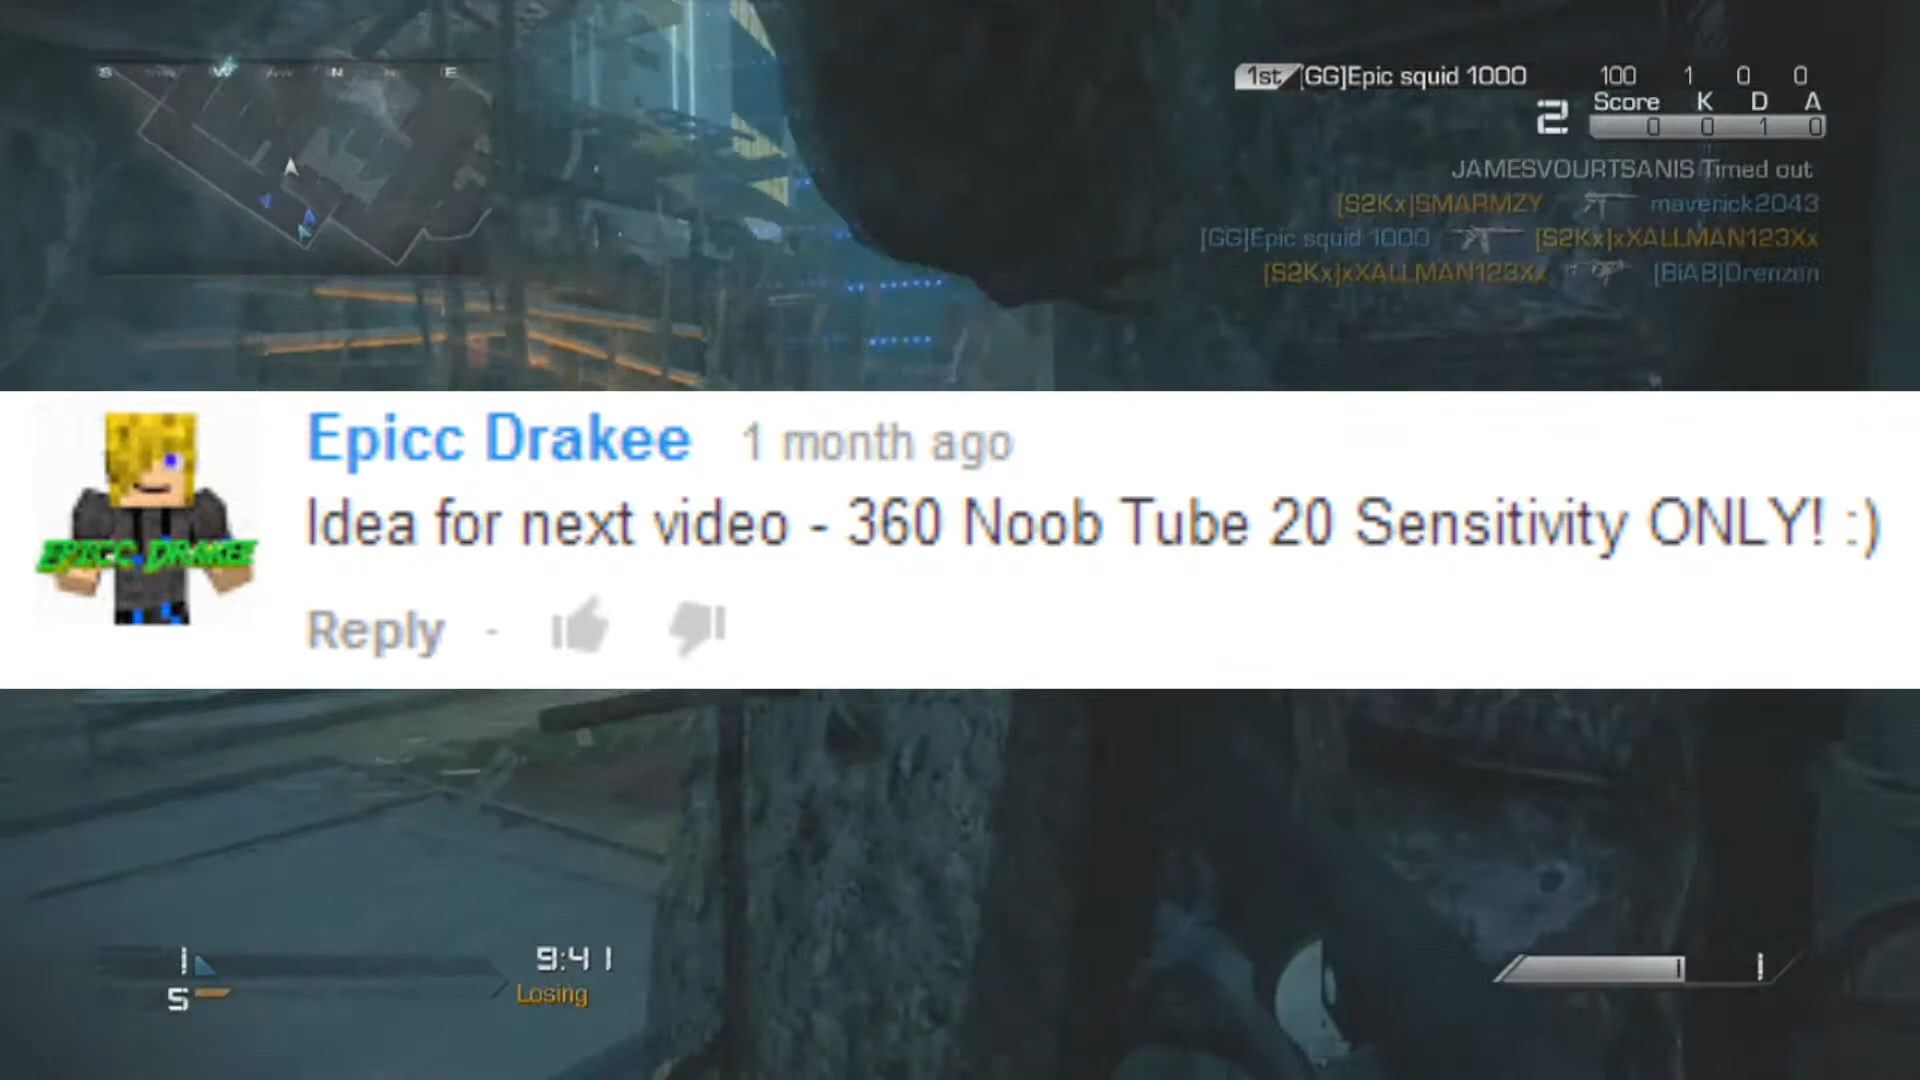 S W N E
1st [GG]Epic squid 1000 100 1 0 0
2 Score K D A
0 0 1 0
JAMESVOURTSANIS Timed out
[S2Kx]SMARMZY maverick2043
[GG]Epic squid 1000 [S2Kx]xXALLMAN123Xx
[S2Kx]xXALLMAN123Xx [BiAB]Drenzen
Epicc Drakee 1 month ago
EPICC DRAKEE
Idea for next video - 360 Noob Tube 20 Sensitivity ONLY! :)
Reply -
1 9:41
5 Losing
1 1